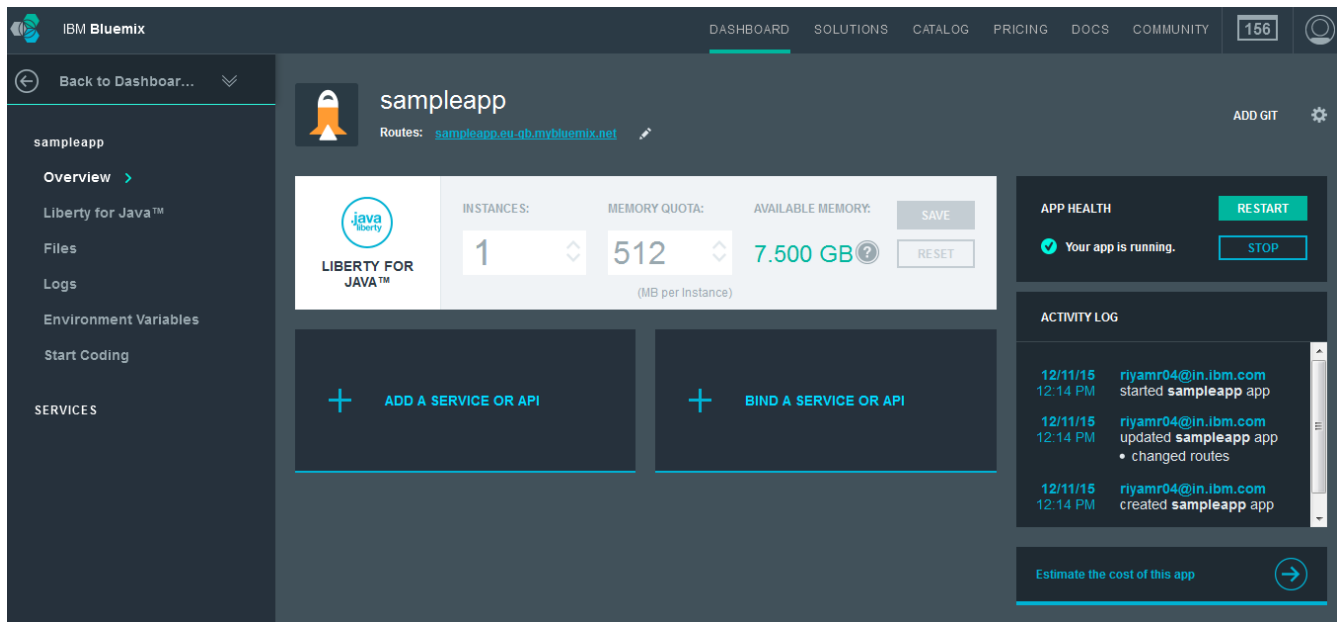 IBM Bluemix
DASHBOARD SOLUTIONS CATALOG PRICING DOCS COMMUNITY 156
Back to Dashboar...
sampleapp
Overview
Liberty for Java™
Files
Logs
Environment Variables
Start Coding
SERVICES
sampleapp
Routes: sampleapp.eu-gb.mybluemix.net
ADD GIT
java
liberty
LIBERTY FOR
JAVA™
INSTANCES:
1
MEMORY QUOTA:
512
(MB per Instance)
AVAILABLE MEMORY:
7.500 GB ?
SAVE
RESET
ADD A SERVICE OR API
BIND A SERVICE OR API
APP HEALTH
RESTART
Your app is running.
STOP
ACTIVITY LOG
12/11/15 riyamr04@in.ibm.com
12:14 PM started sampleapp app
12/11/15 riyamr04@in.ibm.com
12:14 PM updated sampleapp app
• changed routes
12/11/15 riyamr04@in.ibm.com
12:14 PM created sampleapp app
Estimate the cost of this app